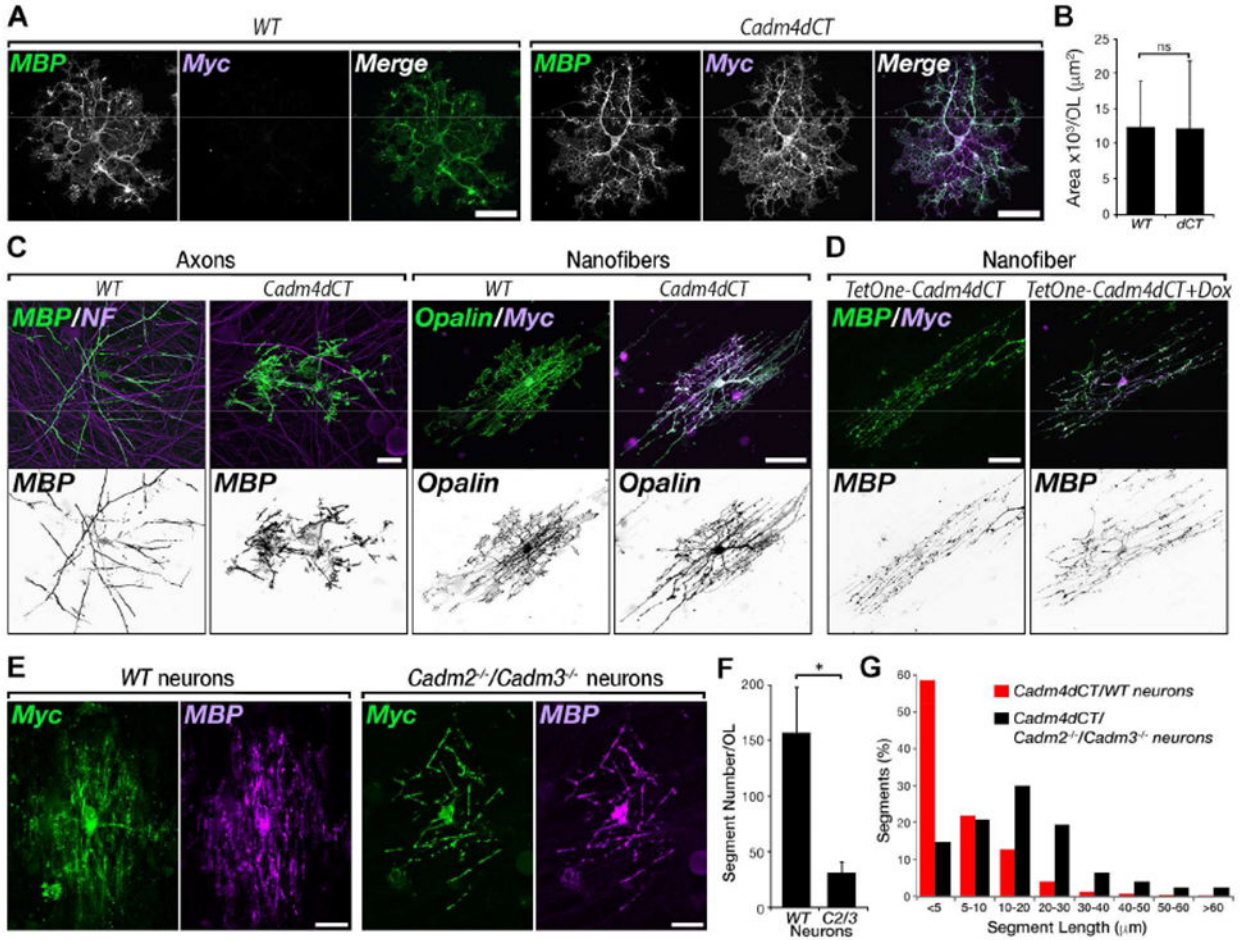 A
WT
Cadm4dCT
MBP
Myc
Merge
MBP
Myc
Merge
B
25
20
15
10
5
0
Area x10³/OL (μm²)
ns
WT
dCT
C
Axons
Nanofibers
WT
Cadm4dCT
WT
Cadm4dCT
MBP/NF
Opalin/Myc
MBP
MBP
Opalin
Opalin
D
Nanofiber
TetOne-Cadm4dCT
TetOne-Cadm4dCT+Dox
MBP/Myc
MBP
MBP
E
WT neurons
Cadm2-/-/Cadm3-/- neurons
Myc
MBP
Myc
MBP
F
200
150
100
50
0
Segment Number/OL
*
WT
C2/3
Neurons
G
60
50
40
30
20
10
0
Segments (%)
Cadm4dCT/WT neurons
Cadm4dCT/
Cadm2-/-/Cadm3-/- neurons
<5
5-10
10-20
20-30
30-40
40-50
50-60
>60
Segment Length (μm)